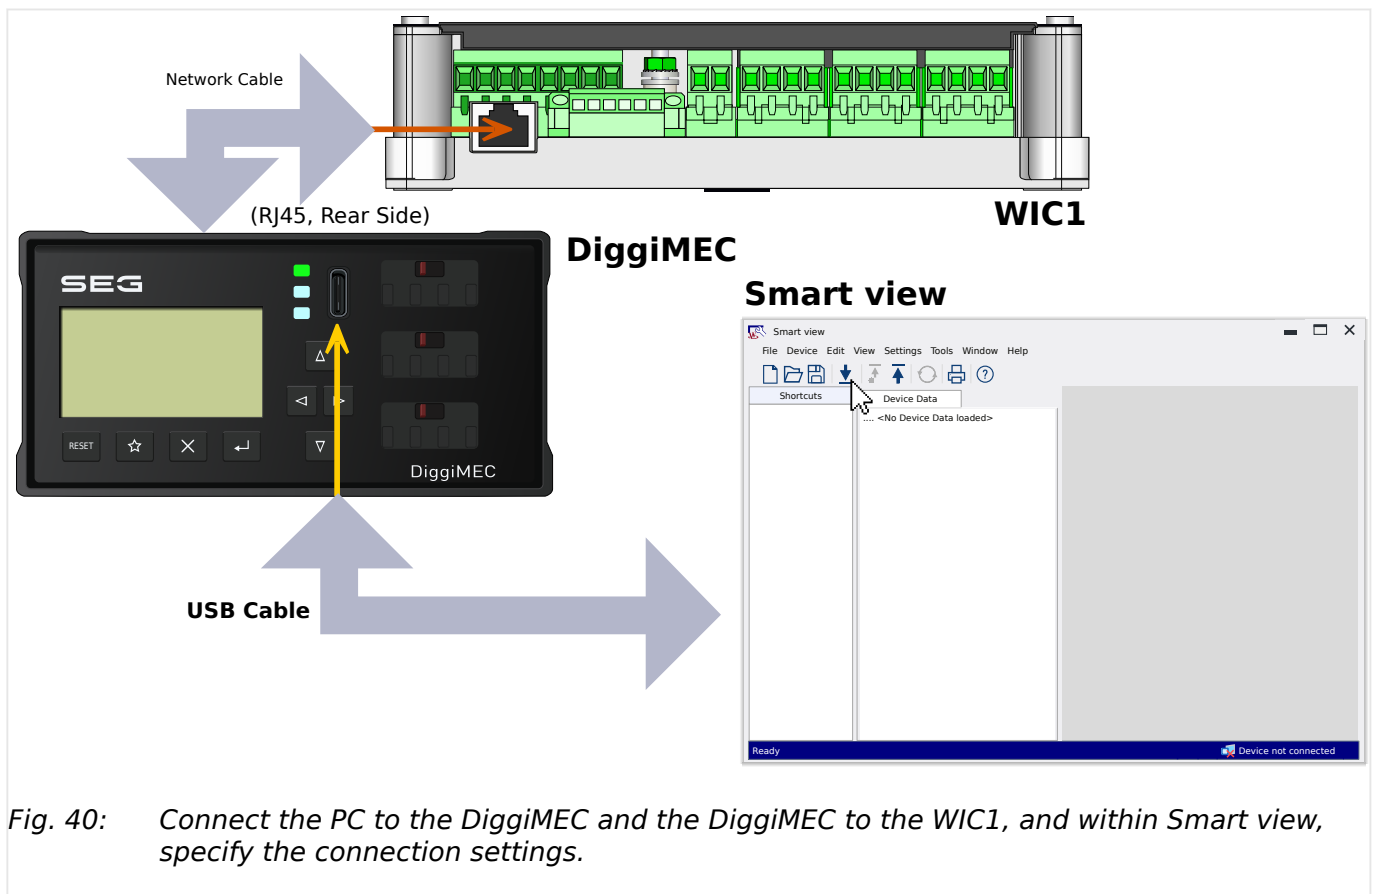 Network Cable
(RJ45, Rear Side)
WIC1
DiggiMEC
SEG
RESET
DiggiMEC
USB Cable
Smart view
Smart view
File Device Edit View Settings Tools Window Help
Shortcuts
Device Data
.... <No Device Data loaded>
Ready
Device not connected
Fig. 40: Connect the PC to the DiggiMEC and the DiggiMEC to the WIC1, and within Smart view,
specify the connection settings.